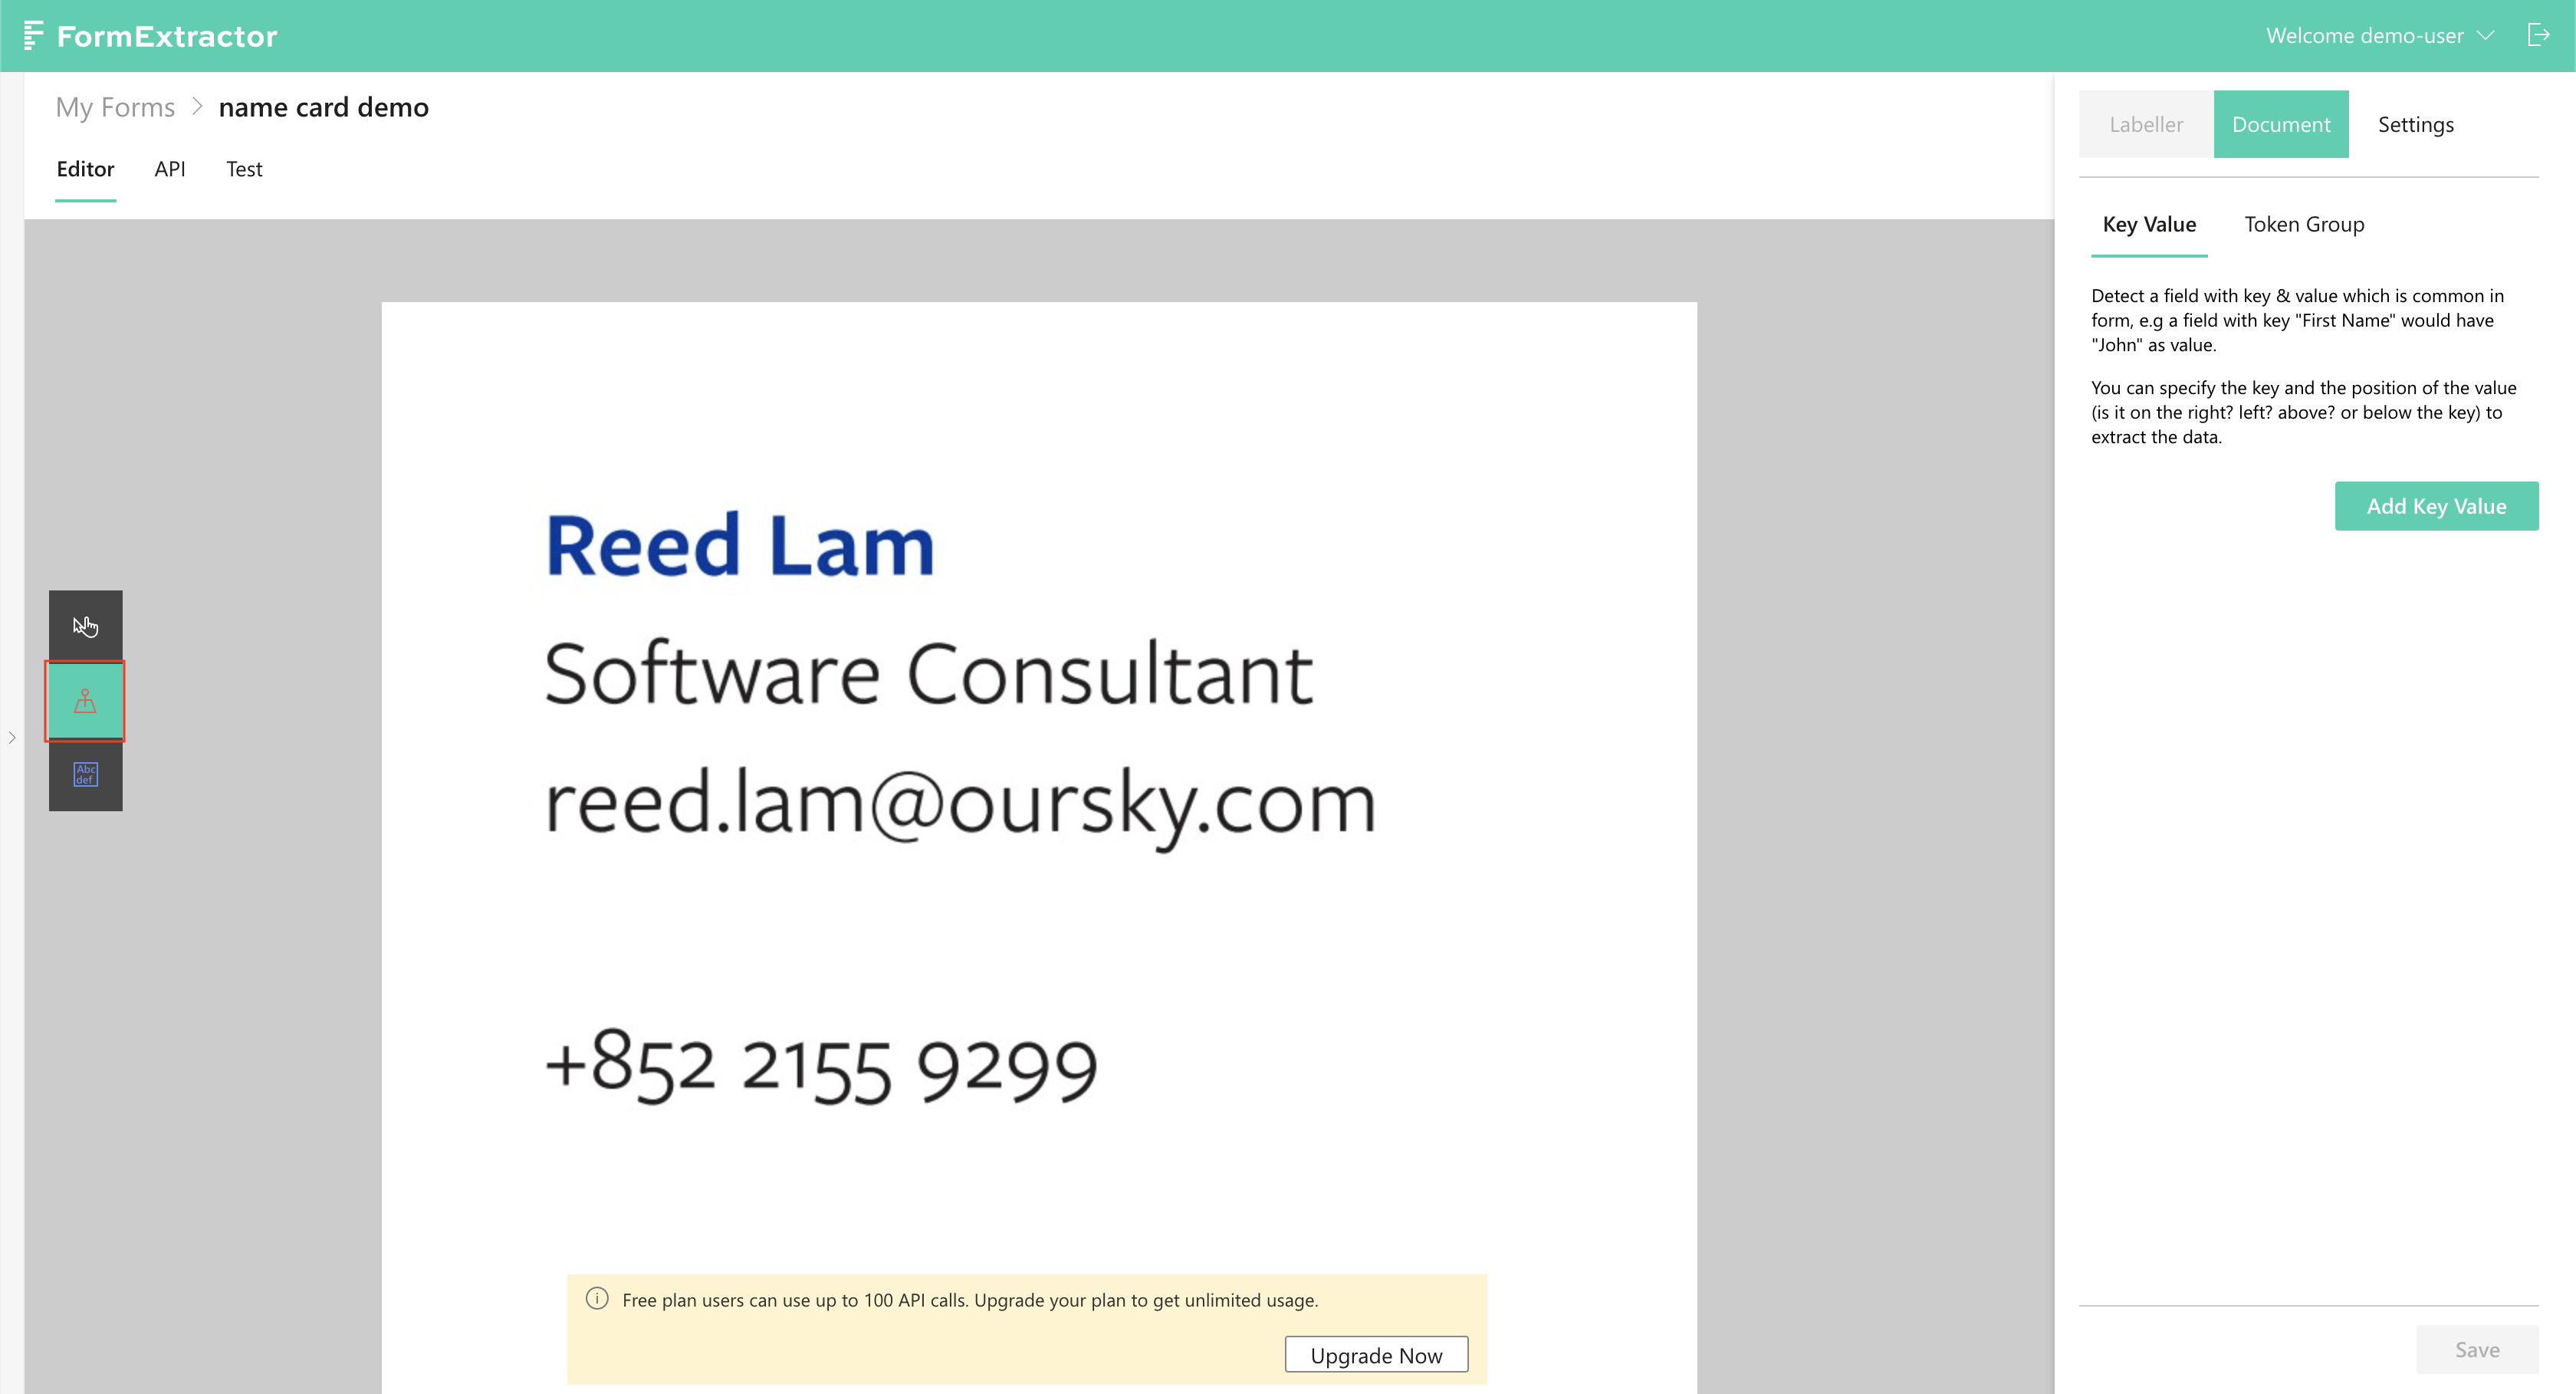 FormExtractor
Welcome demo-user
My Forms > name card demo
Editor API Test
Labeller Document Settings
Key Value Token Group
Detect a field with key & value which is common in
form, e.g a field with key "First Name" would have
"John" as value.
You can specify the key and the position of the value
(is it on the right? left? above? or below the key) to
extract the data.
Add Key Value
Reed Lam
Software Consultant
reed.lam@oursky.com
+852 2155 9299
Abc
def
Free plan users can use up to 100 API calls. Upgrade your plan to get unlimited usage.
Upgrade Now
Save